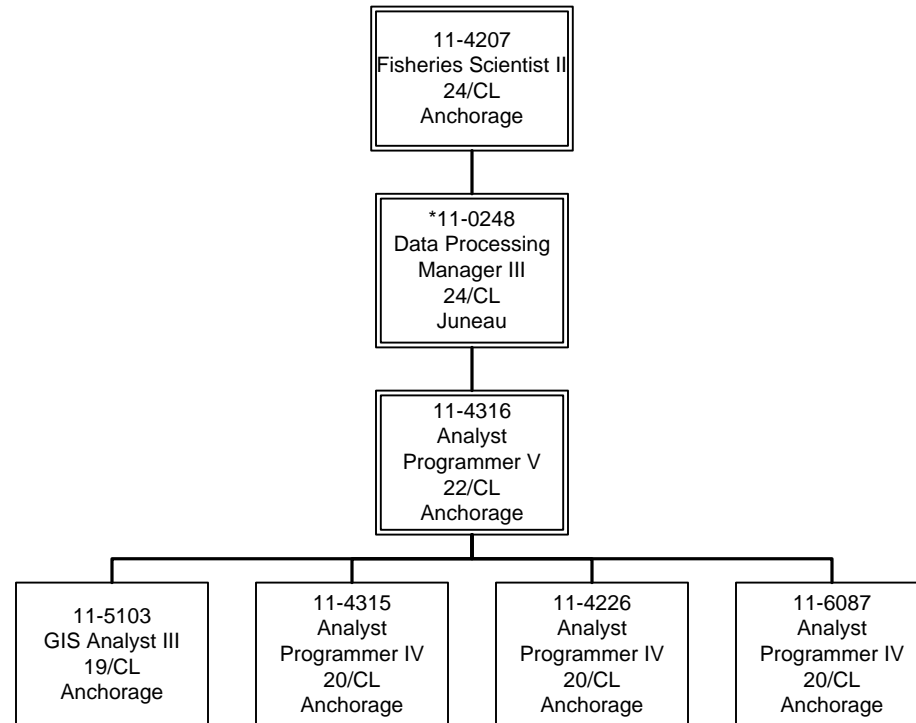 11-4207
Fisheries Scientist II
24/CL
Anchorage
*11-0248
Data Processing
Manager III
24/CL
Juneau
11-4316
Analyst
Programmer V
22/CL
Anchorage
11-5103
GIS Analyst III
19/CL
Anchorage
11-4315
Analyst
Programmer IV
20/CL
Anchorage
11-4226
Analyst
Programmer IV
20/CL
Anchorage
11-6087
Analyst
Programmer IV
20/CL
Anchorage